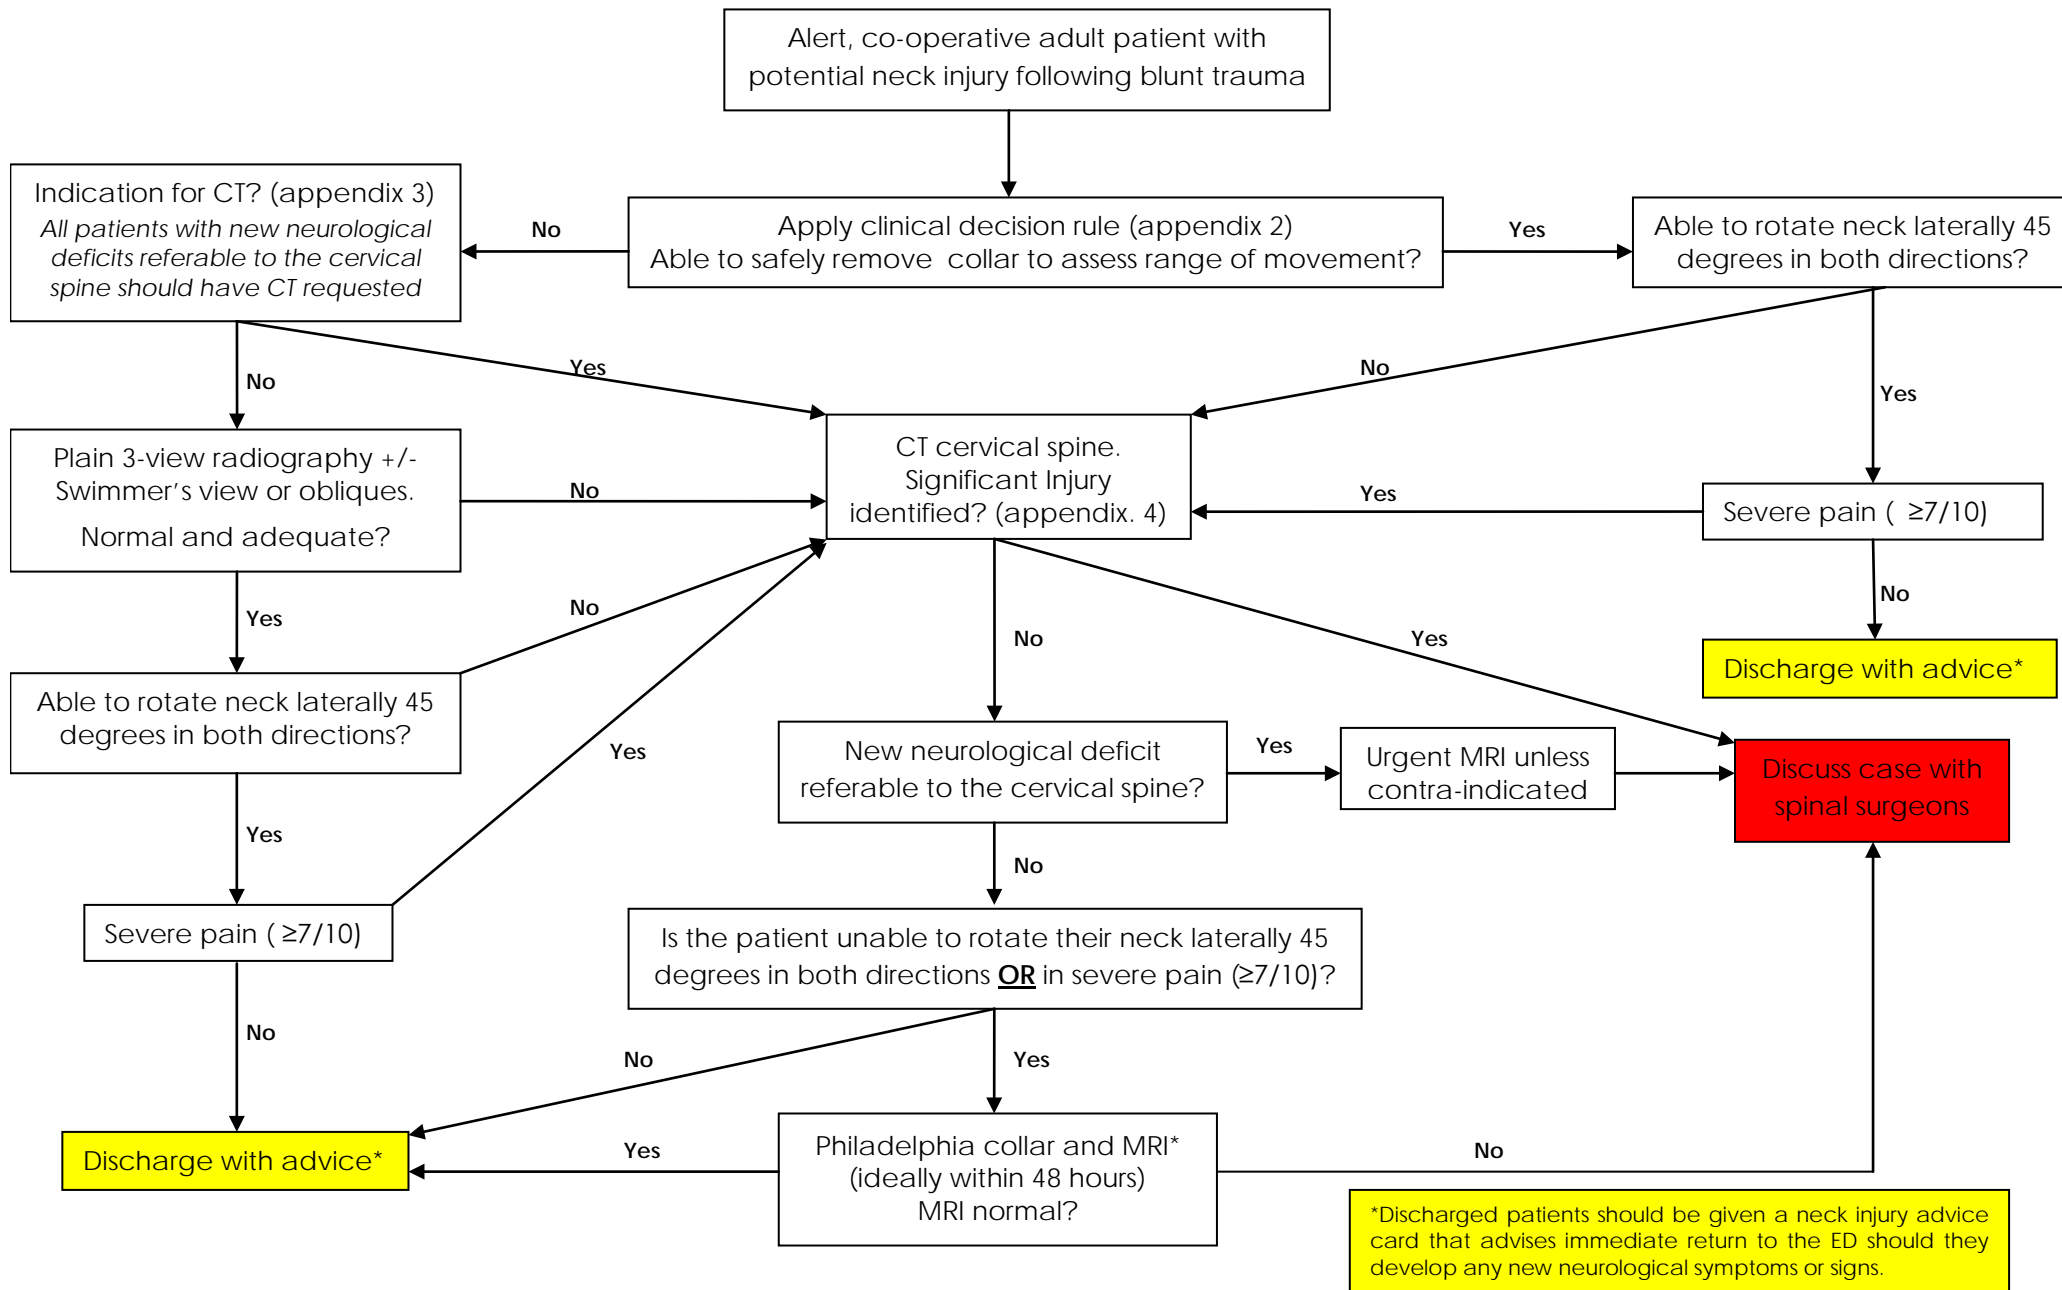 Alert, co-operative adult patient with
potential neck injury following blunt trauma
Indication for CT? (appendix 3)
All patients with new neurological
deficits referable to the cervical
spine should have CT requested
No
Apply clinical decision rule (appendix 2)
Able to safely remove collar to assess range of movement?
Yes
Able to rotate neck laterally 45
degrees in both directions?
No
Yes
No
Yes
Plain 3-view radiography +/-
Swimmer's view or obliques.
Normal and adequate?
No
CT cervical spine.
Significant Injury
identified? (appendix. 4)
Yes
Severe pain ( ≥7/10)
Yes
No
No
Yes
No
Discharge with advice*
Able to rotate neck laterally 45
degrees in both directions?
Yes
New neurological deficit
referable to the cervical spine?
Yes
Urgent MRI unless
contra-indicated
Discuss case with
spinal surgeons
Yes
No
Severe pain ( ≥7/10)
Is the patient unable to rotate their neck laterally 45
degrees in both directions OR in severe pain (≥7/10)?
No
No
Yes
Discharge with advice*
Yes
Philadelphia collar and MRI*
(ideally within 48 hours)
MRI normal?
No
*Discharged patients should be given a neck injury advice
card that advises immediate return to the ED should they
develop any new neurological symptoms or signs.